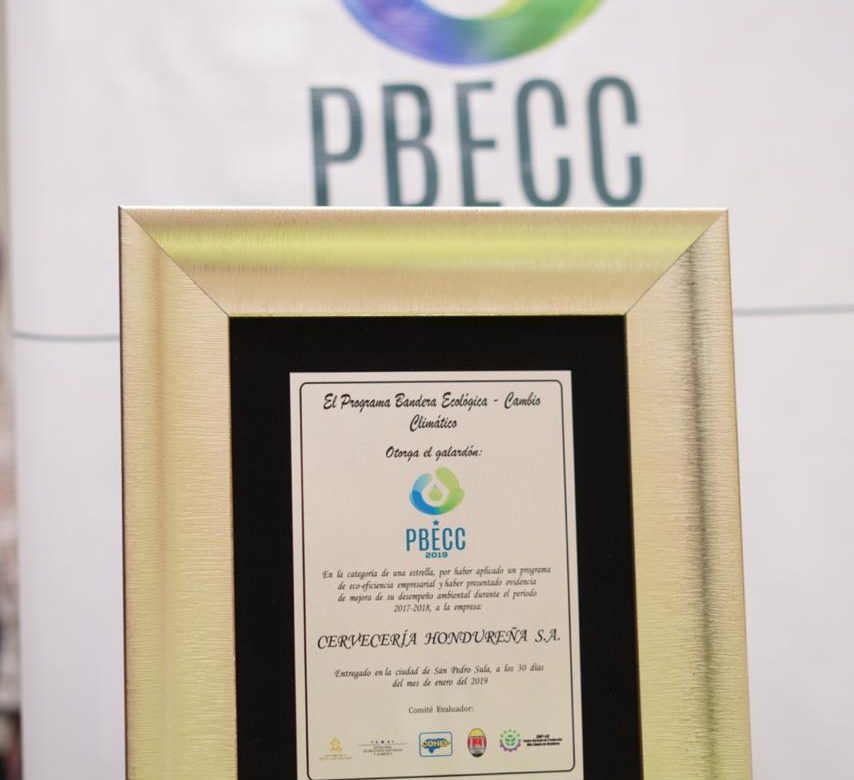 PBECC
El Programa Bandera Ecológica - Cambio
Climático
Otorga el galardón:
PBECC
2019
En la categoría de una estrella, por haber aplicado un programa
de eco-eficiencia empresarial y haber presentado evidencia
de mejora de su desempeño ambiental durante el periodo
2017-2018, a la empresa:
CERVECERÍA HONDUREÑA S.A.
Entregado en la ciudad de San Pedro Sula, a los 30 días
del mes de enero del 2019
Comité Evaluador:
COHEP